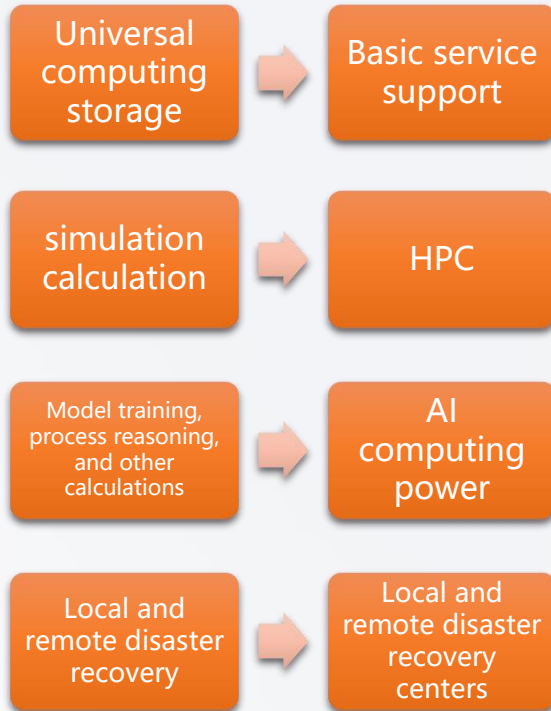 Universal
computing
storage
Basic service
support
simulation
calculation
HPC
Model training,
process reasoning,
and other
calculations
AI
computing
power
Local and
remote disaster
recovery
Local and
remote disaster
recovery
centers